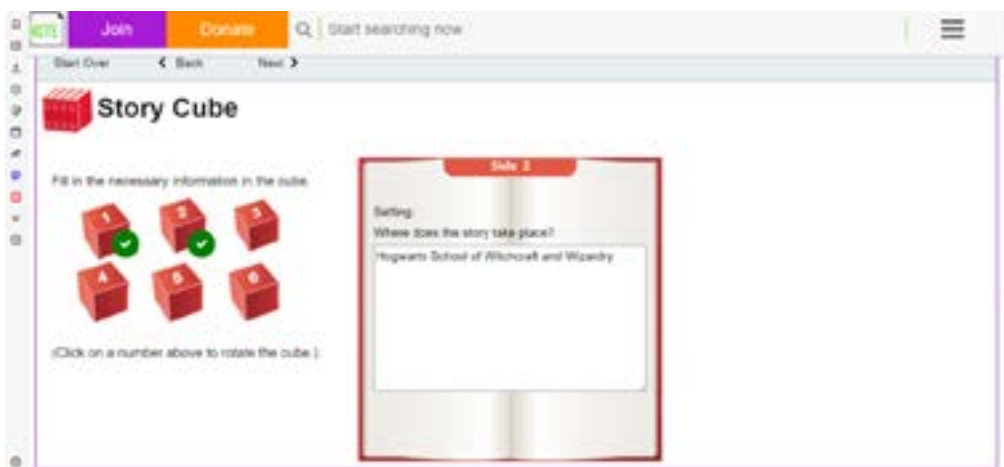 NCTE Join Donate Start searching now
Start Over Back Next
Story Cube
Side 2
Fill in the necessary information in the cube.
Setting:
Where does the story take place?
Hogwarts School of Witchcraft and Wizardry
1 2 3
4 5 6
(Click on a number above to rotate the cube.)